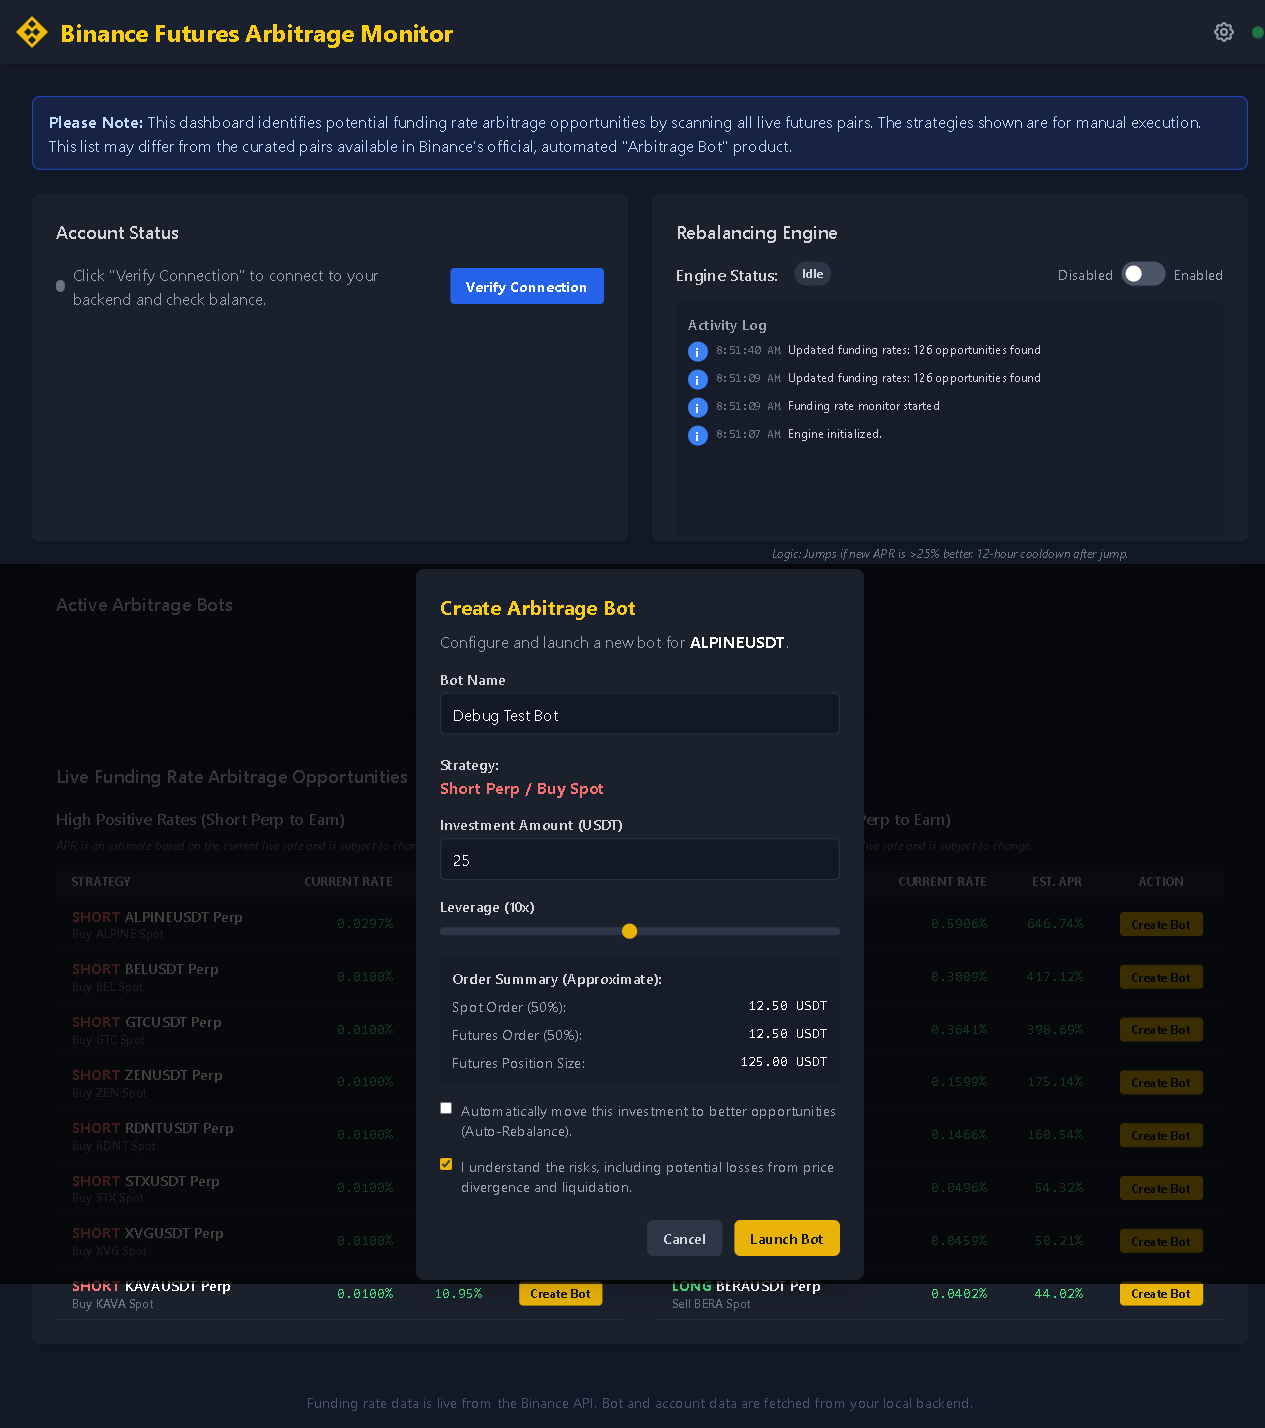 Binance Futures Arbitrage Monitor
Please Note: This dashboard identifies potential funding rate arbitrage opportunities by scanning all live futures pairs. The strategies shown are for manual execution.
This list may differ from the curated pairs available in Binance's official, automated "Arbitrage Bot" product.
Account Status
Click "Verify Connection" to connect to your
backend and check balance.
Verify Connection
Rebalancing Engine
Engine Status: Idle
Disabled Enabled
Activity Log
8:51:40 AM Updated funding rates: 126 opportunities found
8:51:09 AM Updated funding rates: 126 opportunities found
8:51:09 AM Funding rate monitor started
8:51:07 AM Engine initialized.
Logic: Jumps if new APR is >25% better. 12-hour cooldown after jump.
Active Arbitrage Bots
Create Arbitrage Bot
Configure and launch a new bot for ALPINEUSDT.
Bot Name
Debug Test Bot
Strategy:
Short Perp / Buy Spot
Investment Amount (USDT)
25
Leverage (10x)
Order Summary (Approximate):
Spot Order (50%): 12.50 USDT
Futures Order (50%): 12.50 USDT
Futures Position Size: 125.00 USDT
Automatically move this investment to better opportunities
(Auto-Rebalance).
I understand the risks, including potential losses from price
divergence and liquidation.
Cancel Launch Bot
Live Funding Rate Arbitrage Opportunities
High Positive Rates (Short Perp to Earn)
APR is an estimate based on the current live rate and is subject to
STRATEGY CURRENT RATE
SHORT ALPINEUSDT Perp 0.0297%
Buy ALPINE Spot
SHORT BELUSDT Perp 0.0100%
Buy BEL Spot
SHORT GTCUSDT Perp 0.0100%
Buy GTC Spot
SHORT ZENUSDT Perp 0.0100%
Buy ZEN Spot
SHORT RDNTUSDT Perp 0.0100%
Buy RDNT Spot
SHORT STXUSDT Perp 0.0100%
Buy STX Spot
SHORT XVGUSDT Perp 0.0100%
Buy XVG Spot
SHORT KAVAUSDT Perp 0.0100% 10.95% Create Bot
Buy KAVA Spot
Perp to Earn)
live rate and is subject to change.
CURRENT RATE EST. APR ACTION
0.5906% 646.74% Create Bot
0.3809% 417.12% Create Bot
0.3641% 398.69% Create Bot
0.1599% 175.14% Create Bot
0.1466% 160.54% Create Bot
0.0496% 54.32% Create Bot
0.0459% 50.21% Create Bot
LONG BERAUSDT Perp 0.0402% 44.02% Create Bot
Sell BERA Spot
Funding rate data is live from the Binance API. Bot and account data are fetched from your local backend.